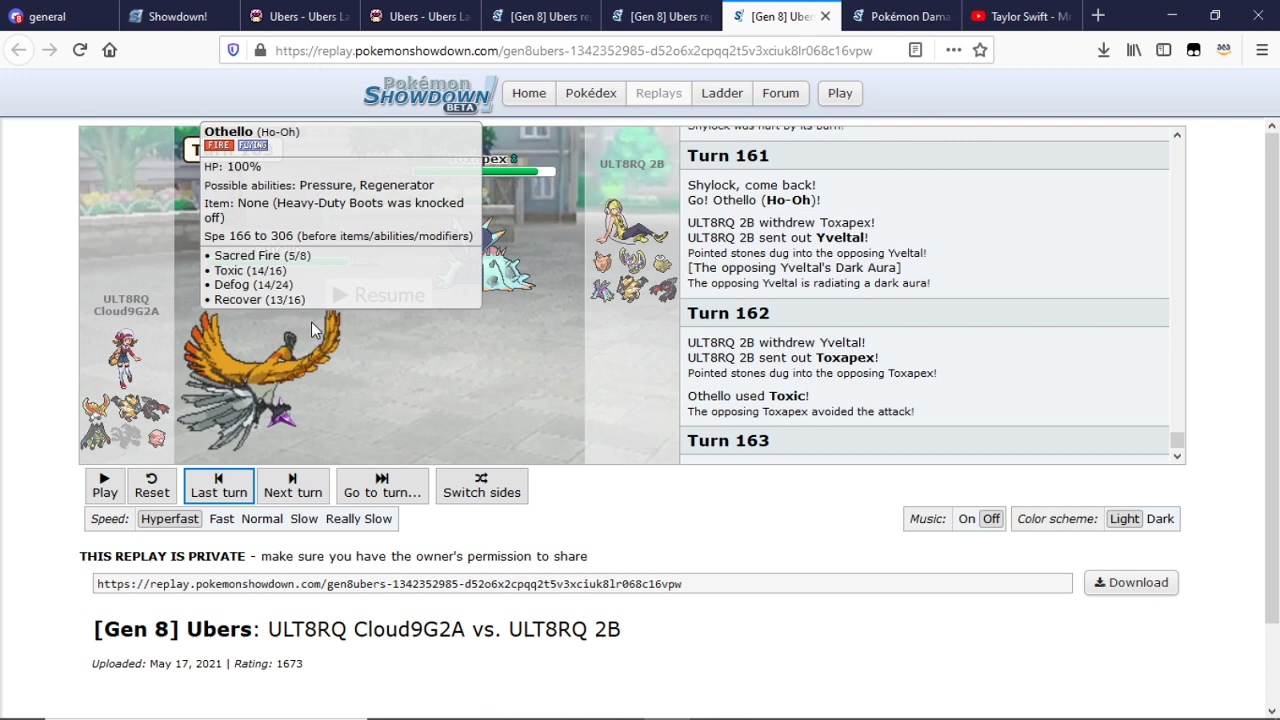 general
Showdown!
Ubers - Ubers La
Ubers - Ubers La
[Gen 8] Ubers re
[Gen 8] Ubers re
[Gen 8] Uber
Pokémon Dama
Taylor Swift - M
https://replay.pokemonshowdown.com/gen8ubers-1342352985-d52o6x2cpqq2t5v3xciuk8lr068c16vpw
Pokémon
SHOWDOWN!
BETA
Home
Pokédex
Replays
Ladder
Forum
Play
Othello (Ho-Oh)
FIRE FLYING
HP: 100%
Possible abilities: Pressure, Regenerator
Item: None (Heavy-Duty Boots was knocked
off)
Spe 166 to 306 (before items/abilities/modifiers)
• Sacred Fire (5/8)
• Toxic (14/16)
• Defog (14/24)
• Recover (13/16)
Resume
ULT8RQ
Cloud9G2A
ULT8RQ 2B
Shylock was hurt by its burn!
Turn 161
Shylock, come back!
Go! Othello (Ho-Oh)!
ULT8RQ 2B withdrew Toxapex!
ULT8RQ 2B sent out Yveltal!
Pointed stones dug into the opposing Yveltal!
[The opposing Yveltal's Dark Aura]
The opposing Yveltal is radiating a dark aura!
Turn 162
ULT8RQ 2B withdrew Yveltal!
ULT8RQ 2B sent out Toxapex!
Pointed stones dug into the opposing Toxapex!
Othello used Toxic!
The opposing Toxapex avoided the attack!
Turn 163
Play
Reset
Last turn
Next turn
Go to turn...
Switch sides
Speed: Hyperfast Fast Normal Slow Really Slow
Music: On Off
Color scheme: Light Dark
THIS REPLAY IS PRIVATE - make sure you have the owner's permission to share
https://replay.pokemonshowdown.com/gen8ubers-1342352985-d52o6x2cpqq2t5v3xciuk8lr068c16vpw
Download
[Gen 8] Ubers: ULT8RQ Cloud9G2A vs. ULT8RQ 2B
Uploaded: May 17, 2021 | Rating: 1673